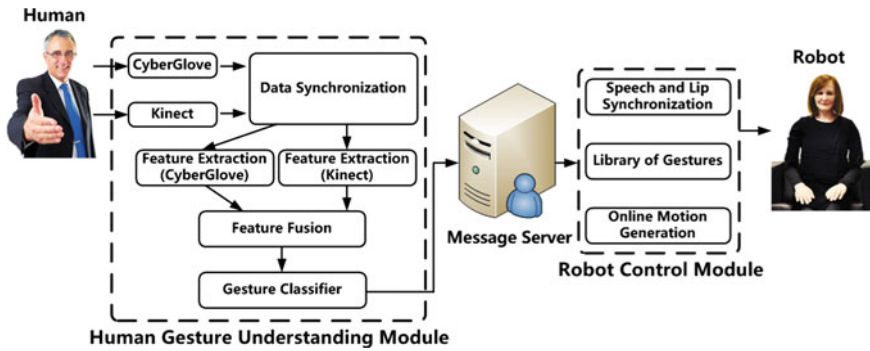 Human
CyberGlove
Kinect
Data Synchronization
Feature Extraction
(CyberGlove)
Feature Extraction
(Kinect)
Feature Fusion
Gesture Classifier
Human Gesture Understanding Module
Message Server
Speech and Lip
Synchronization
Library of Gestures
Online Motion
Generation
Robot Control Module
Robot